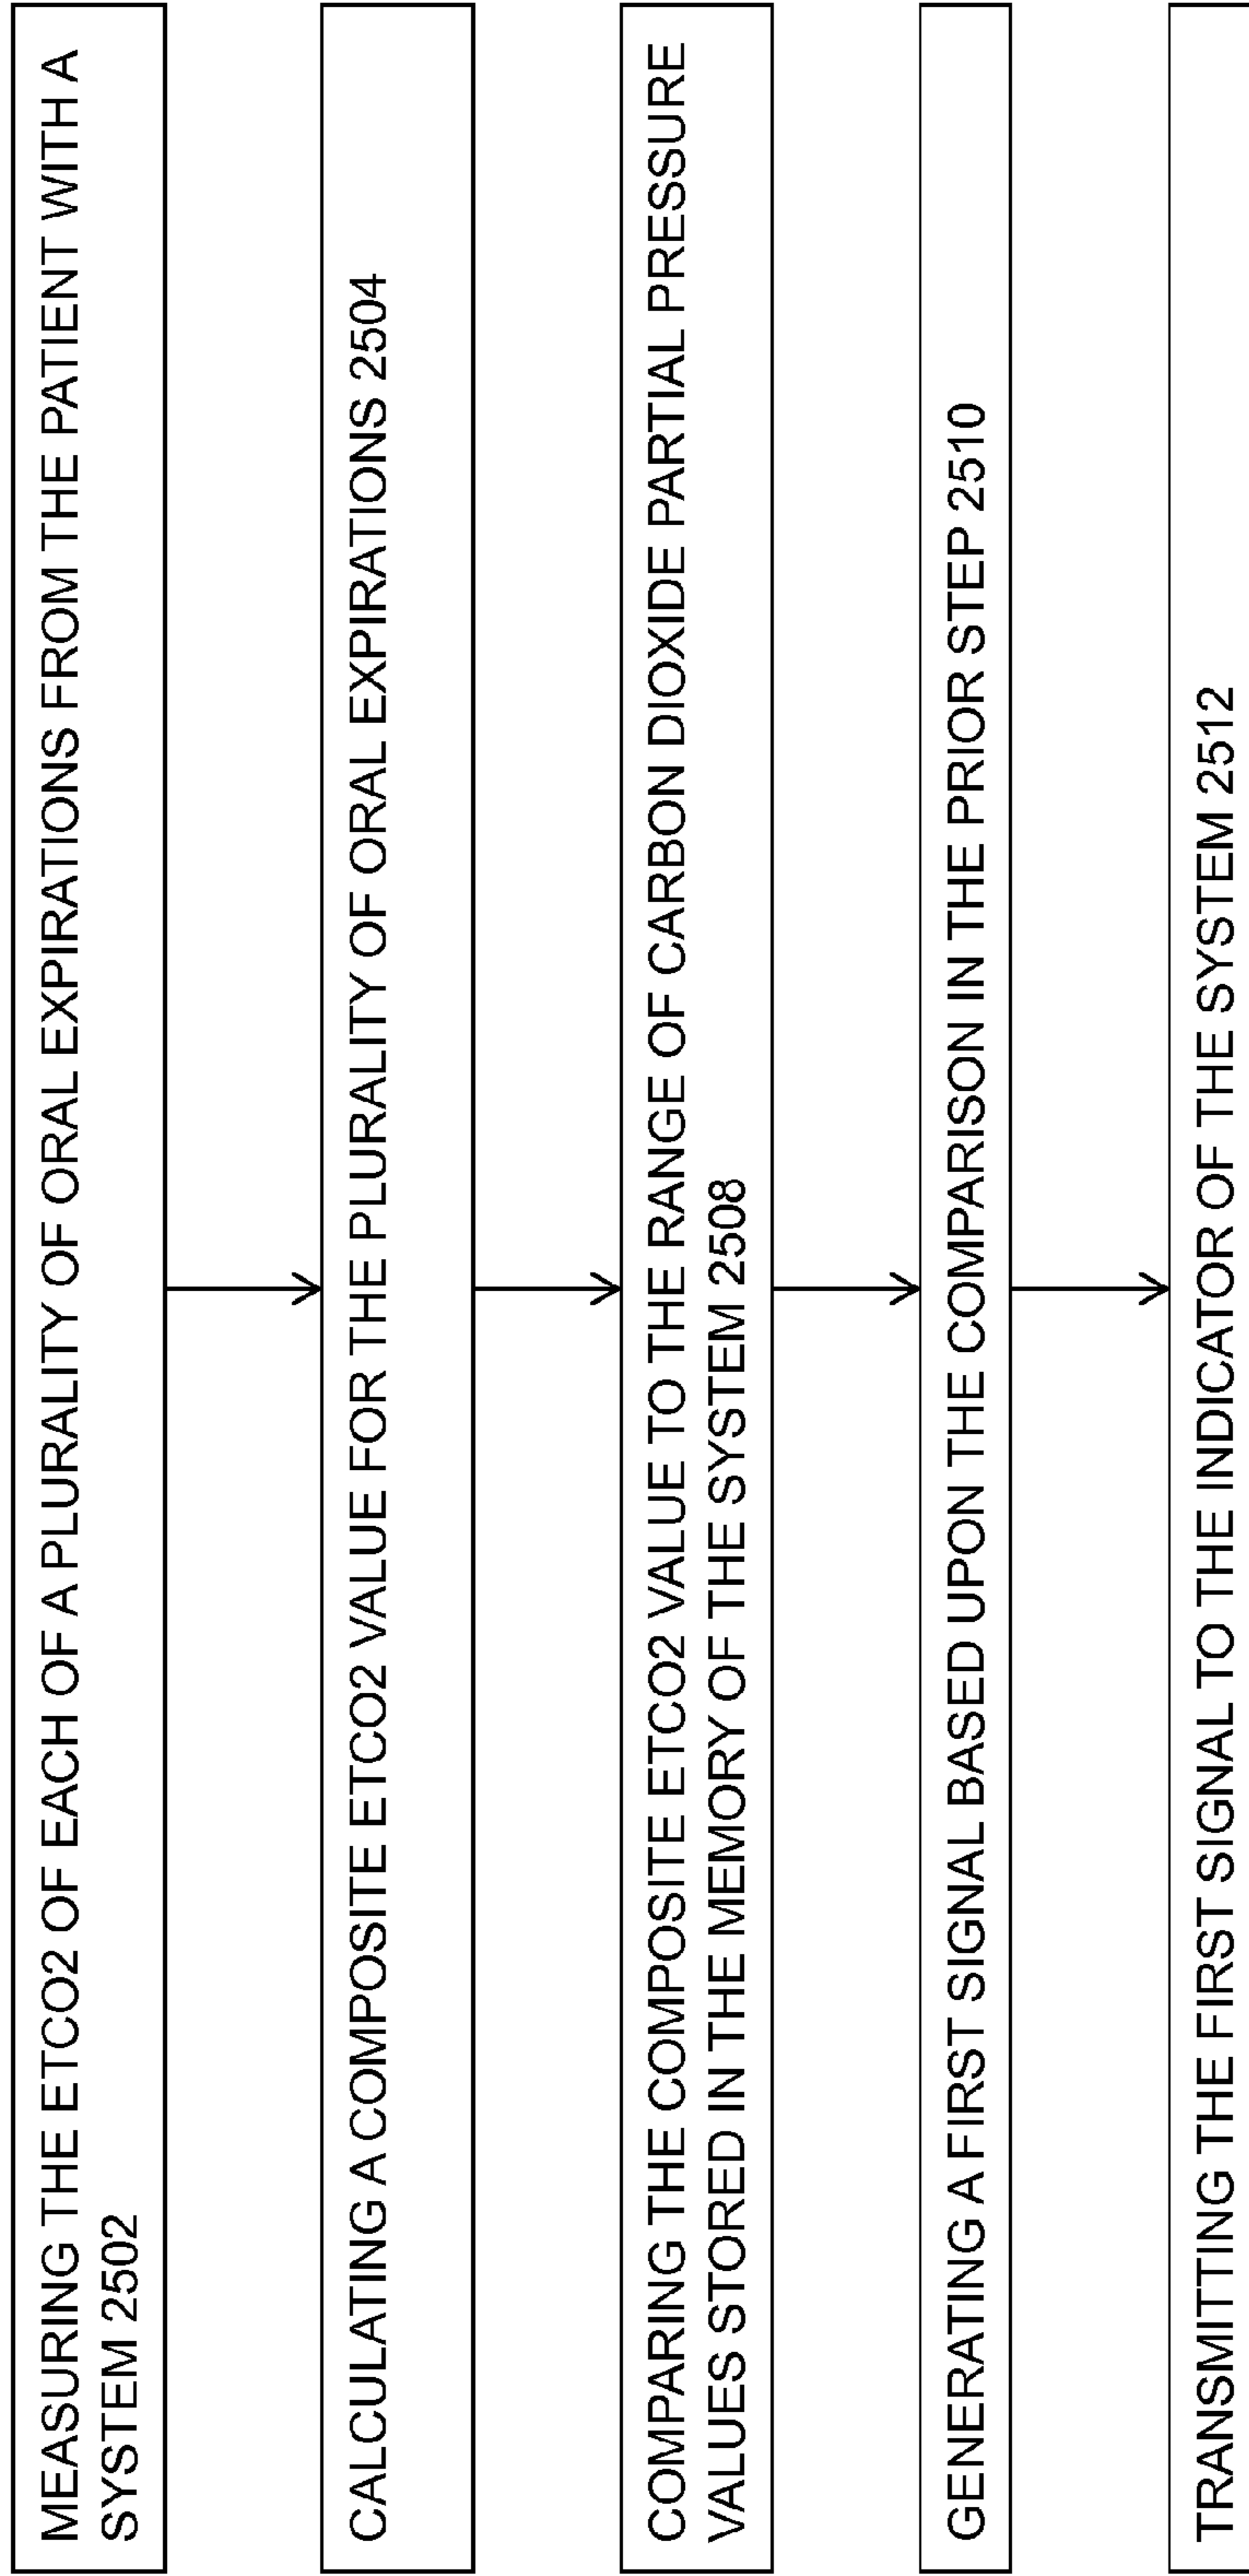 MEASURING THE ETCO2 OF EACH OF A PLURALITY OF ORAL EXPIRATIONS FROM THE PATIENT WITH A
SYSTEM 2502
CALCULATING A COMPOSITE ETCO2 VALUE FOR THE PLURALITY OF ORAL EXPIRATIONS 2504
COMPARING THE COMPOSITE ETCO2 VALUE TO THE RANGE OF CARBON DIOXIDE PARTIAL PRESSURE
VALUES STORED IN THE MEMORY OF THE SYSTEM 2508
GENERATING A FIRST SIGNAL BASED UPON THE COMPARISON IN THE PRIOR STEP 2510
TRANSMITTING THE FIRST SIGNAL TO THE INDICATOR OF THE SYSTEM 2512